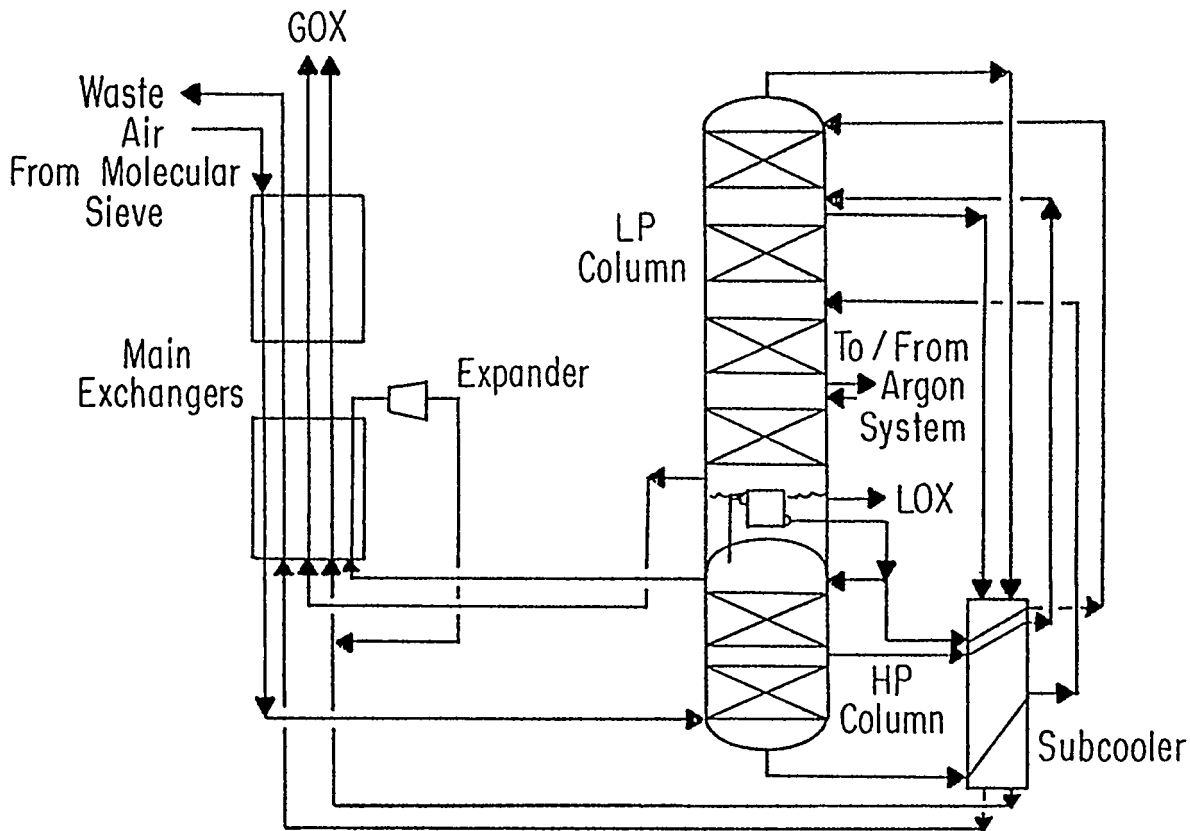 GOX
Waste
Air
From Molecular
Sieve
LP
Column
Main
Exchangers
Expander
To / From
Argon
System
LOX
HP
Column
Subcooler